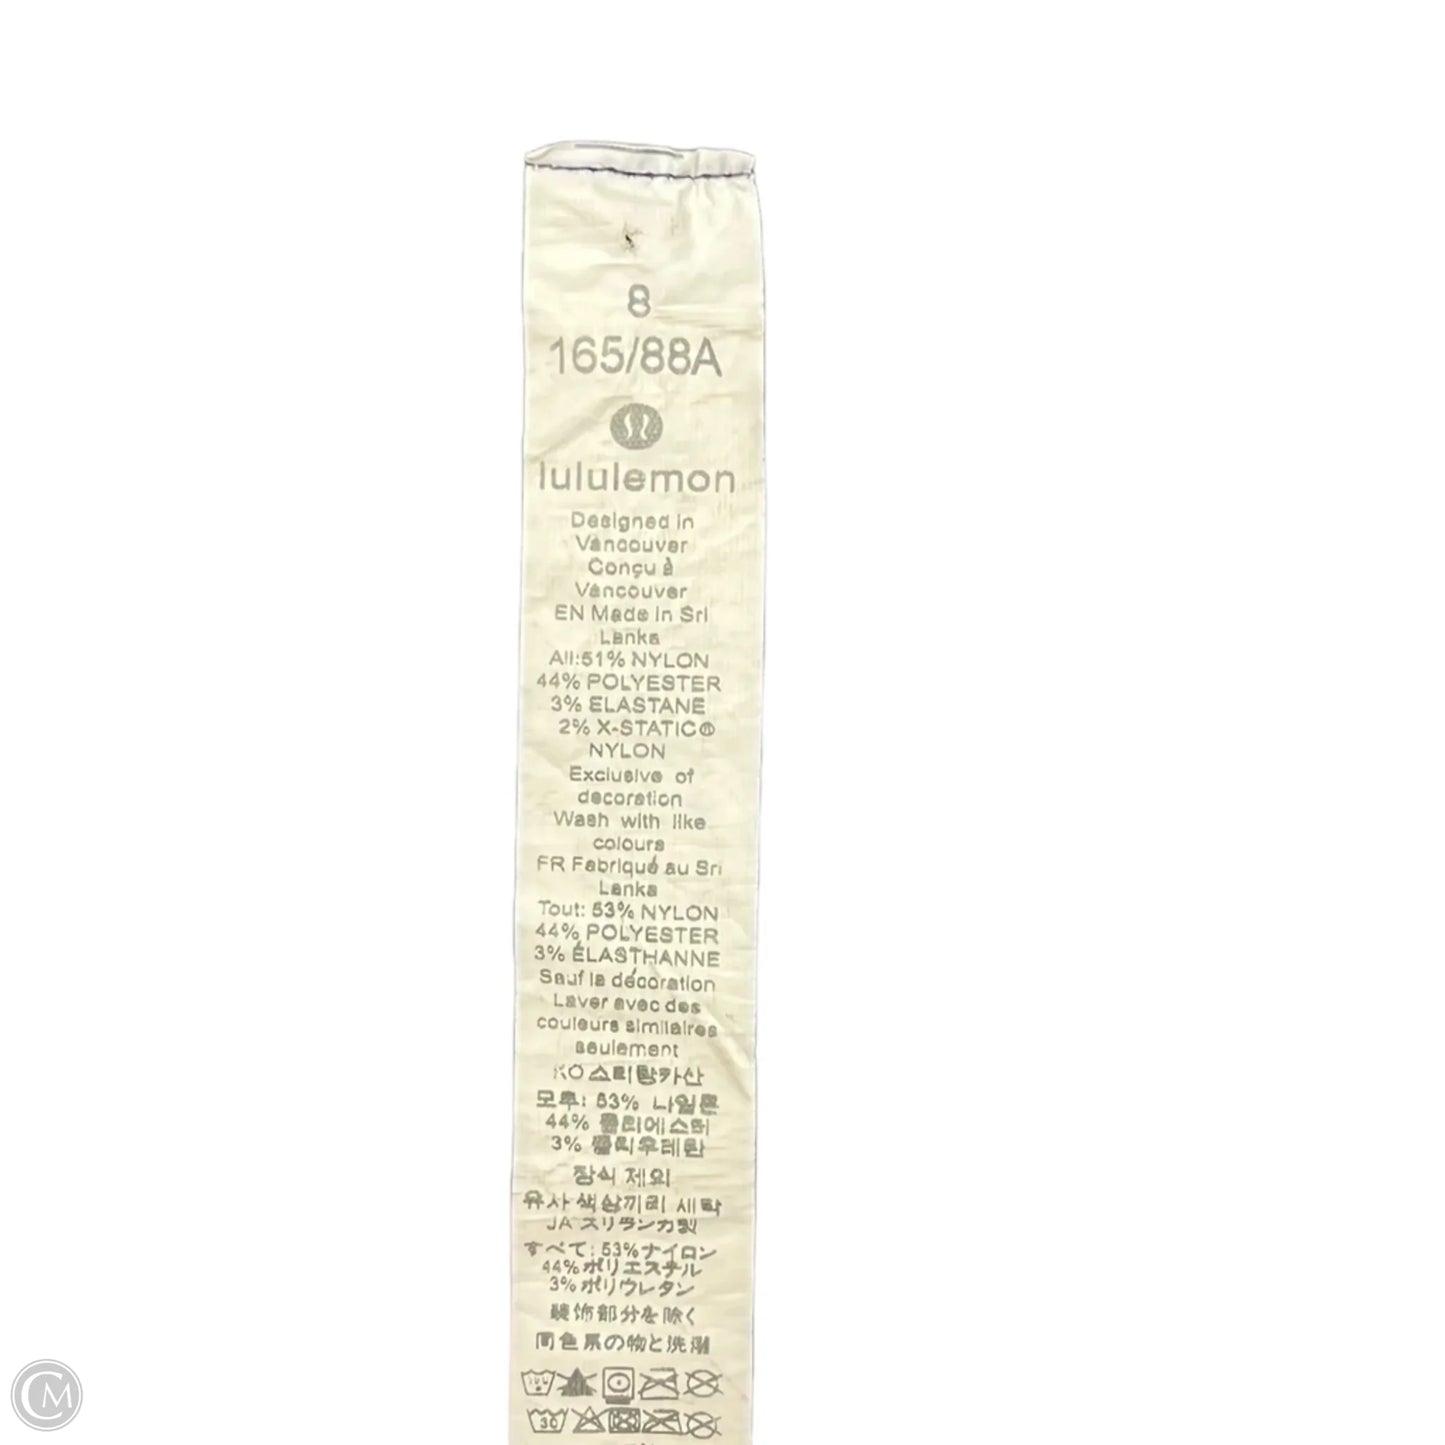 8
165/88A
lululemon
Designed in
Vancouver
Conçu à
Vancouver
EN Made in Sri
Lanka
All:51% NYLON
44% POLYESTER
3% ELASTANE
2% X-STATIC®
NYLON
Exclusive of
decoration
Wash with like
colours
FR Fabriqué au Sri
Lanka
Tout: 53% NYLON
44% POLYESTER
3% ÉLASTHANNE
Sauf la décoration
Laver avec des
couleurs similaires
seulement
KO 스리랑카산
모두: 53% 나일론
44% 폴리에스터
3% 폴리우레탄
장식 제외
유사 색상끼리 세탁
JA スリランカ製
すべて: 53%ナイロン
44%ポリエステル
3%ポリウレタン
装飾部分を除く
同色系の物と洗濯
30
CM